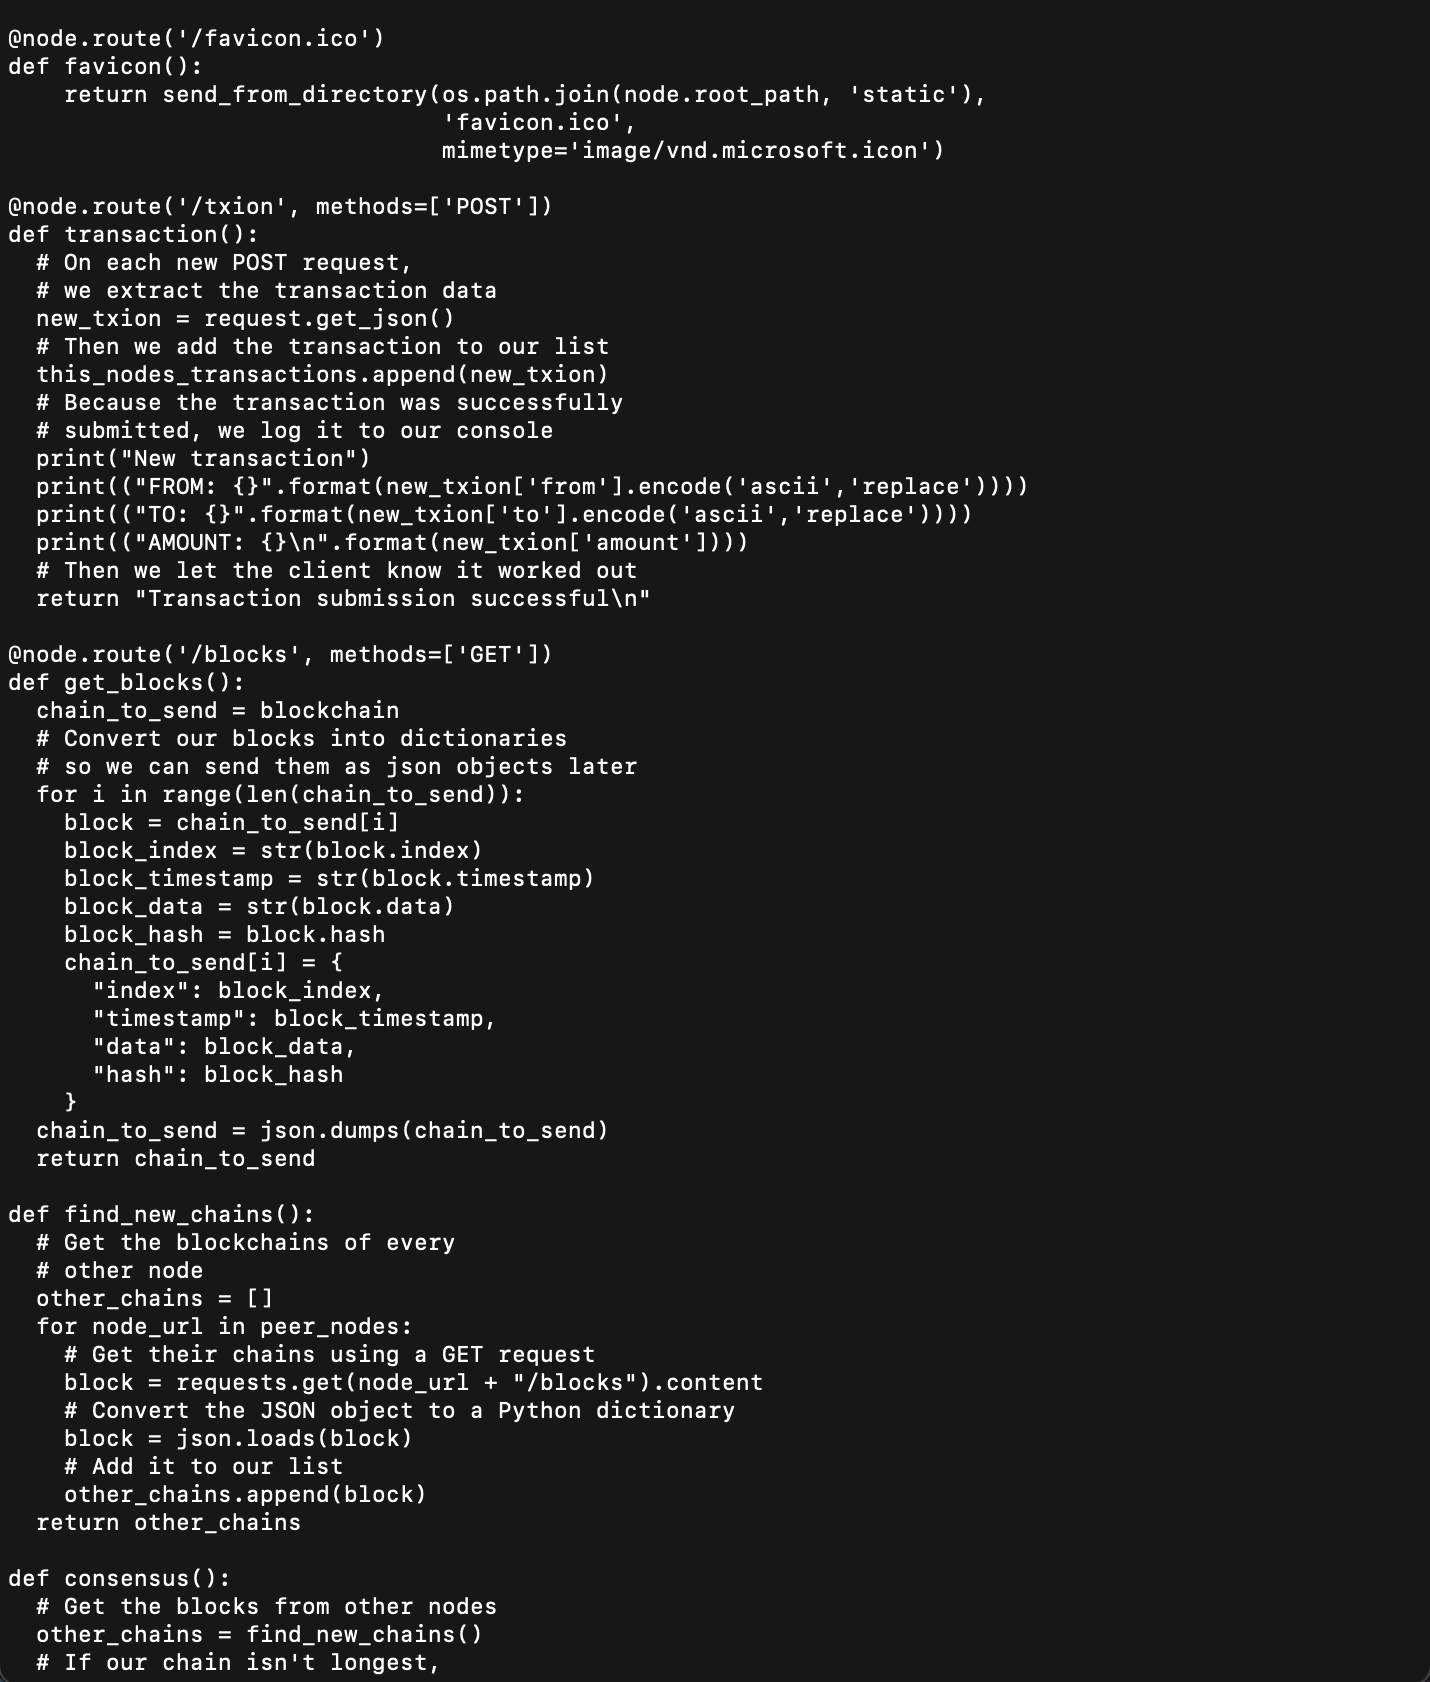 @node.route('/favicon.ico')
def favicon():
    return send_from_directory(os.path.join(node.root_path, 'static'),
                               'favicon.ico',
                               mimetype='image/vnd.microsoft.icon')

@node.route('/txion', methods=['POST'])
def transaction():
  # On each new POST request,
  # we extract the transaction data
  new_txion = request.get_json()
  # Then we add the transaction to our list
  this_nodes_transactions.append(new_txion)
  # Because the transaction was successfully
  # submitted, we log it to our console
  print("New transaction")
  print(("FROM: {}".format(new_txion['from'].encode('ascii','replace'))))
  print(("TO: {}".format(new_txion['to'].encode('ascii','replace'))))
  print(("AMOUNT: {}\n".format(new_txion['amount'])))
  # Then we let the client know it worked out
  return "Transaction submission successful\n"

@node.route('/blocks', methods=['GET'])
def get_blocks():
  chain_to_send = blockchain
  # Convert our blocks into dictionaries
  # so we can send them as json objects later
  for i in range(len(chain_to_send)):
    block = chain_to_send[i]
    block_index = str(block.index)
    block_timestamp = str(block.timestamp)
    block_data = str(block.data)
    block_hash = block.hash
    chain_to_send[i] = {
      "index": block_index,
      "timestamp": block_timestamp,
      "data": block_data,
      "hash": block_hash
    }
  chain_to_send = json.dumps(chain_to_send)
  return chain_to_send

def find_new_chains():
  # Get the blockchains of every
  # other node
  other_chains = []
  for node_url in peer_nodes:
    # Get their chains using a GET request
    block = requests.get(node_url + "/blocks").content
    # Convert the JSON object to a Python dictionary
    block = json.loads(block)
    # Add it to our list
    other_chains.append(block)
  return other_chains

def consensus():
  # Get the blocks from other nodes
  other_chains = find_new_chains()
  # If our chain isn't longest,